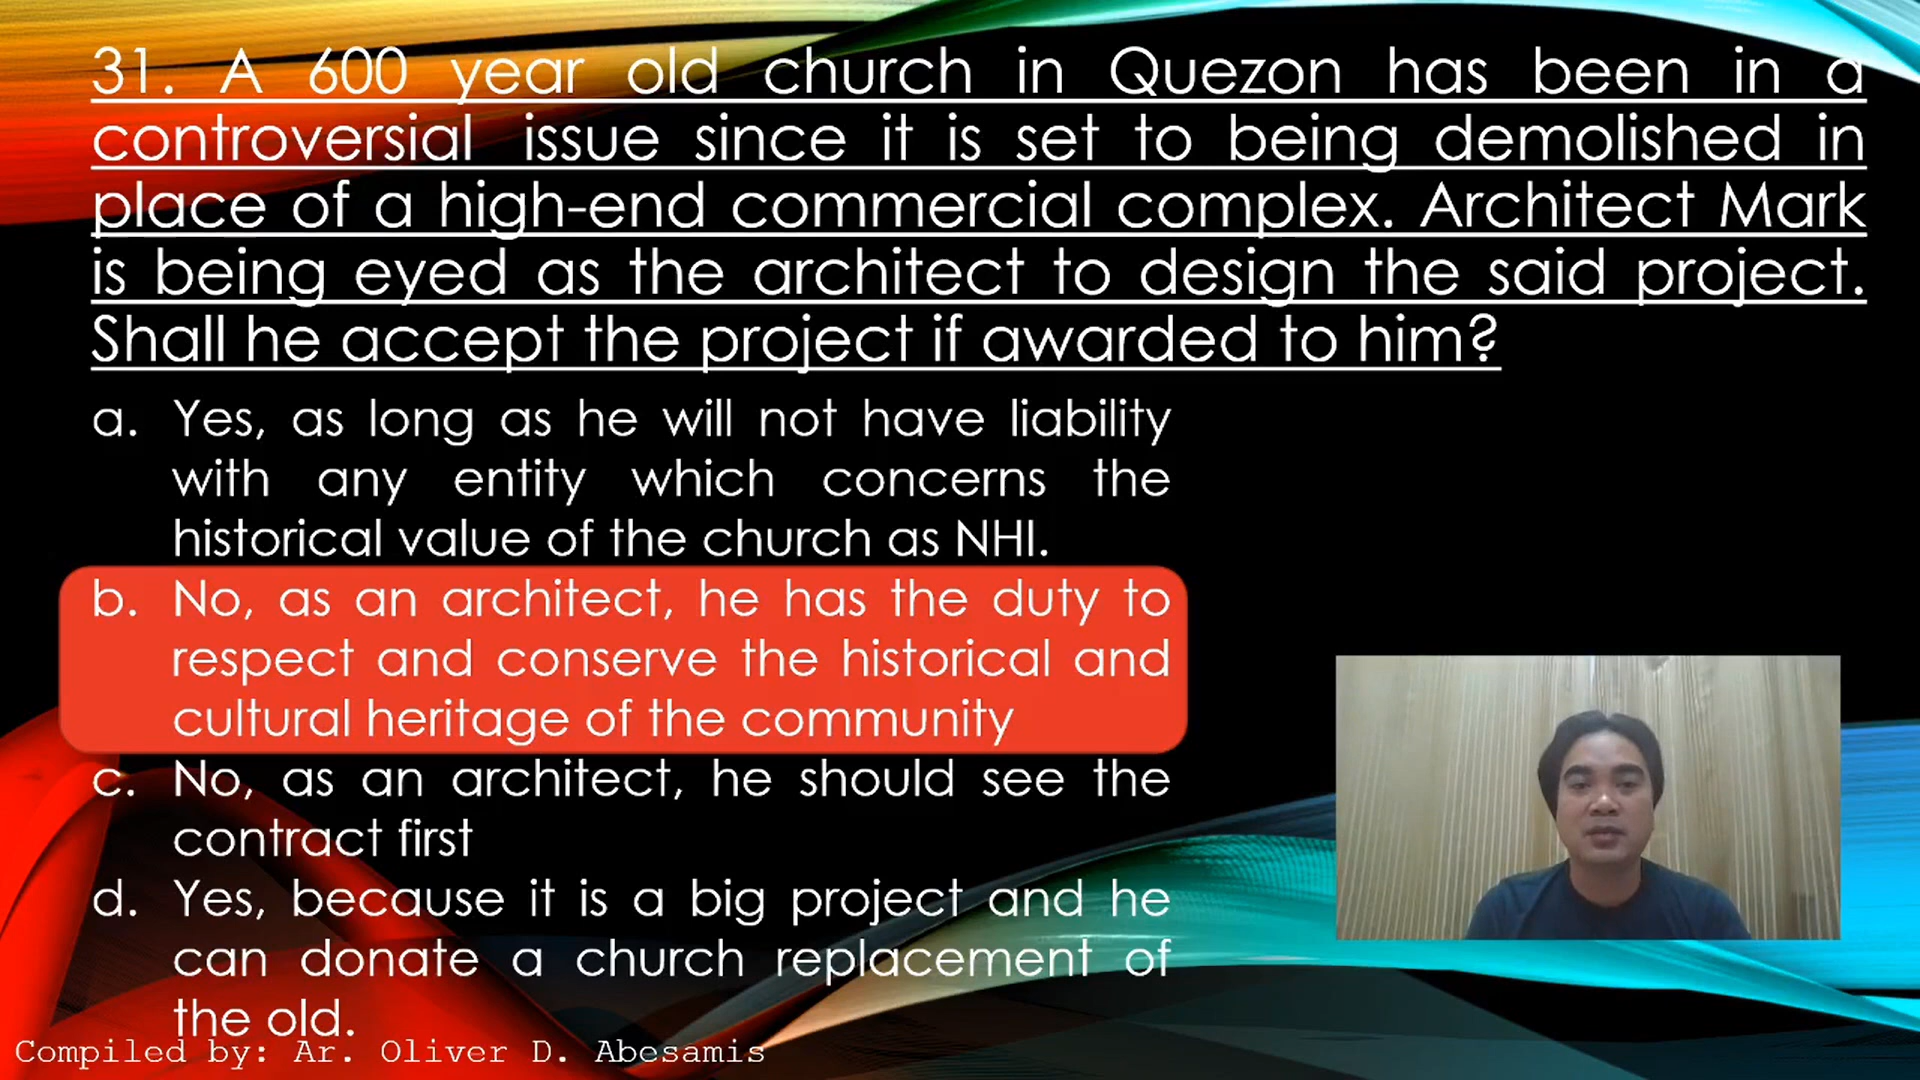 31. A 600 year old church in Quezon has been in a
controversial issue since it is set to being demolished in
place of a high-end commercial complex. Architect Mark
is being eyed as the architect to design the said project.
Shall he accept the project if awarded to him?
a. Yes, as long as he will not have liability
with any entity which concerns the
historical value of the church as NHI.
b. No, as an architect, he has the duty to
respect and conserve the historical and
cultural heritage of the community
c. No, as an architect, he should see the
contract first
d. Yes, because it is a big project and he
can donate a church replacement of
the old.
Compiled by: Ar. Oliver D. Abesamis